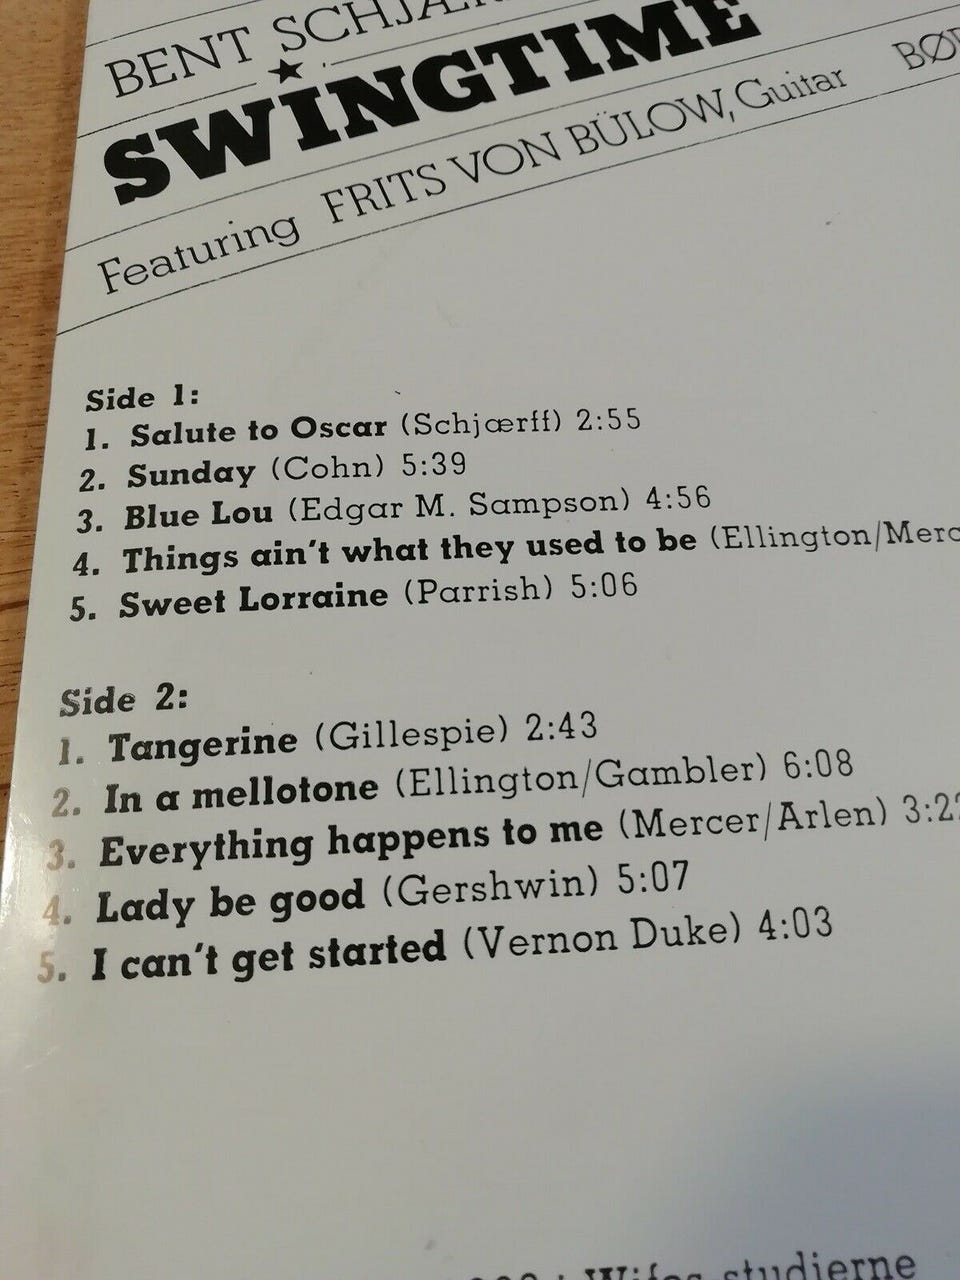 BENT
SWINGTIME
Featuring FRITS VON BÜLOW, Guitar
Side 1:
1. Salute to Oscar (Schjærff) 2:55
2. Sunday (Cohn) 5:39
3. Blue Lou (Edgar M. Sampson) 4:56
4. Things ain't what they used to be (Ellington/
5. Sweet Lorraine (Parrish) 5:06
Side 2:
1. Tangerine (Gillespie) 2:43
2. In a mellotone (Ellington/Gambler) 6:08
3. Everything happens to me (Mercer/Arlen)
4. Lady be good (Gershwin) 5:07
5. I can't get started (Vernon Duke) 4:03
studierne